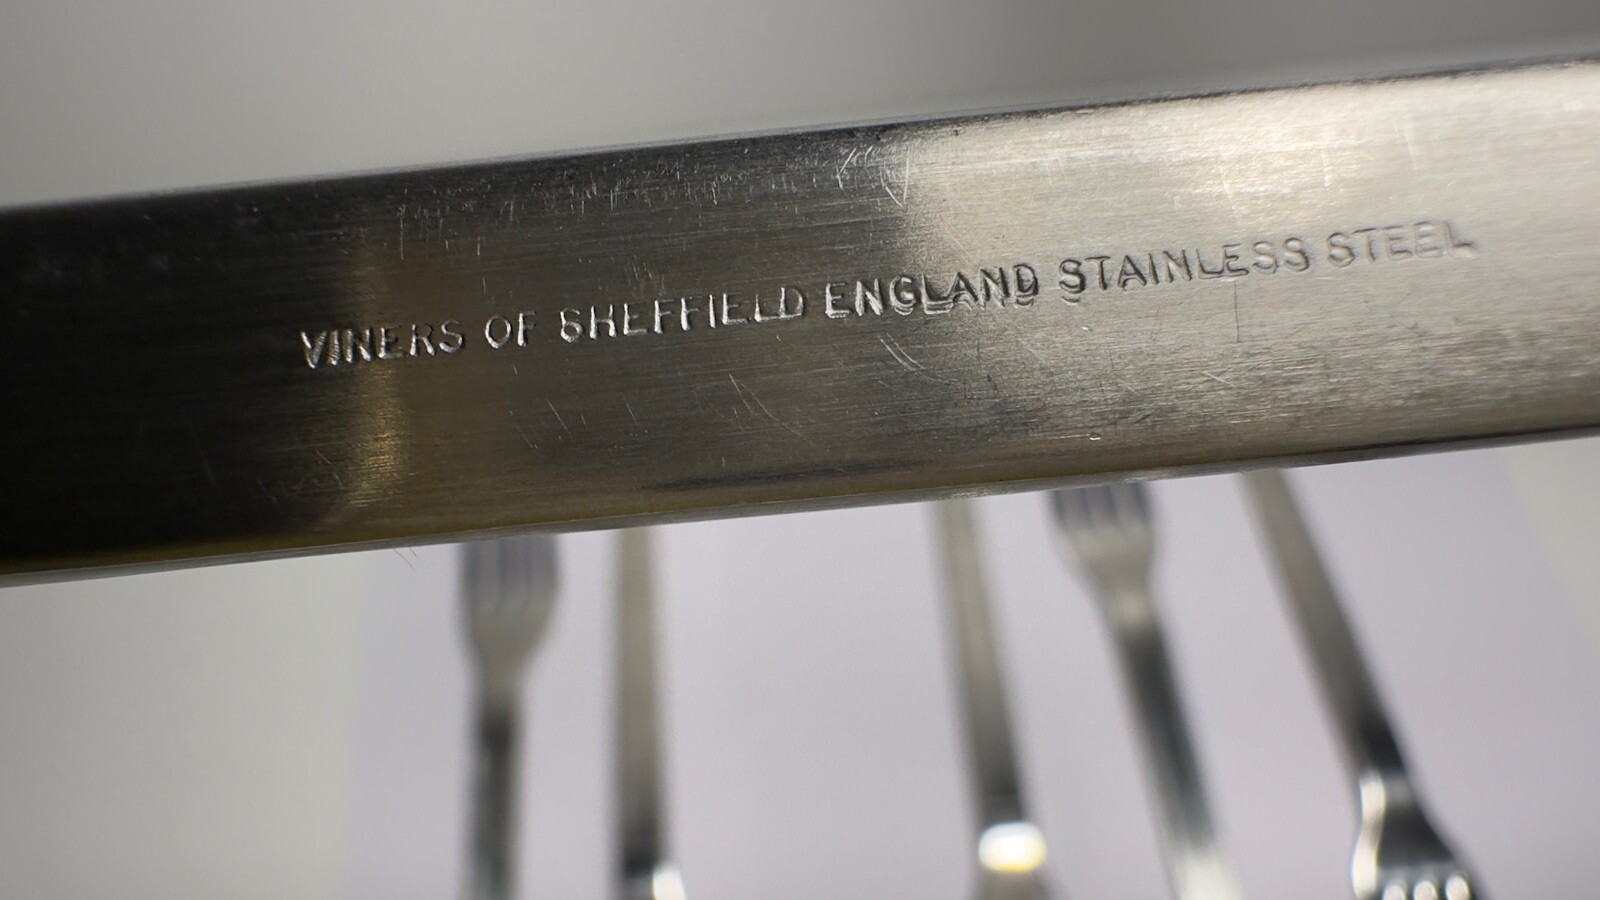 VINERS OF SHEFFIELD ENGLAND STAINLESS STEEL